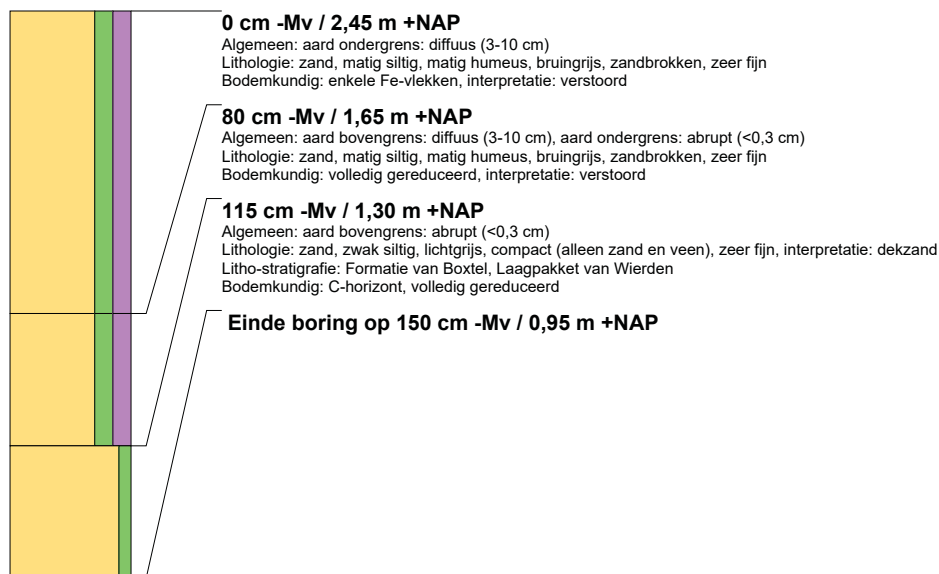 0 cm -Mv / 2,45 m +NAP
Algemeen: aard ondergrens: diffuus (3-10 cm)
Lithologie: zand, matig siltig, matig humeus, bruingrijs, zandbrokken, zeer fijn
Bodemkundig: enkele Fe-vlekken, interpretatie: verstoord
80 cm -Mv / 1,65 m +NAP
Algemeen: aard bovengrens: diffuus (3-10 cm), aard ondergrens: abrupt (<0,3 cm)
Lithologie: zand, matig siltig, matig humeus, bruingrijs, zandbrokken, zeer fijn
Bodemkundig: volledig gereduceerd, interpretatie: verstoord
115 cm -Mv / 1,30 m +NAP
Algemeen: aard bovengrens: abrupt (<0,3 cm)
Lithologie: zand, zwak siltig, lichtgrijs, compact (alleen zand en veen), zeer fijn, interpretatie: dekzand
Litho-stratigrafie: Formatie van Boxtel, Laagpakket van Wierden
Bodemkundig: C-horizont, volledig gereduceerd
Einde boring op 150 cm -Mv / 0,95 m +NAP